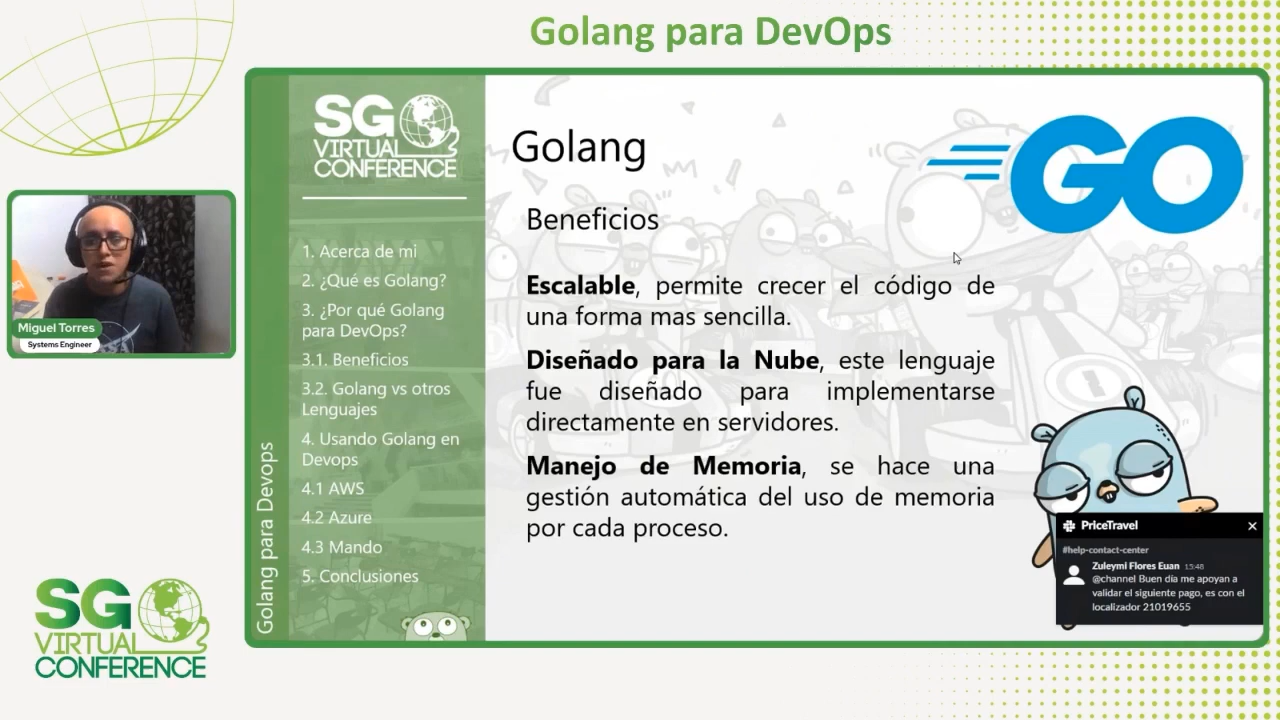 Golang para DevOps
SG
VIRTUAL
CONFERENCE
1. Acerca de mi
2. ¿Qué es Golang?
3. ¿Por qué Golang
para DevOps?
3.1. Beneficios
3.2. Golang vs otros
Lenguajes
4. Usando Golang en
Devops
4.1 AWS
4.2 Azure
4.3 Mando
5. Conclusiones
Golang para Devops
Golang
GO
Beneficios
Escalable, permite crecer el código de
una forma mas sencilla.
Diseñado para la Nube, este lenguaje
fue diseñado para implementarse
directamente en servidores.
Manejo de Memoria, se hace una
gestión automática del uso de memoria
por cada proceso.
1
Miguel Torres
Systems Engineer
PriceTravel
#help-contact-center
Zuleymi Flores Euan 15:48
@channel Buen día me apoyan a
validar el siguiente pago, es con el
localizador 21019655
SG
VIRTUAL
CONFERENCE